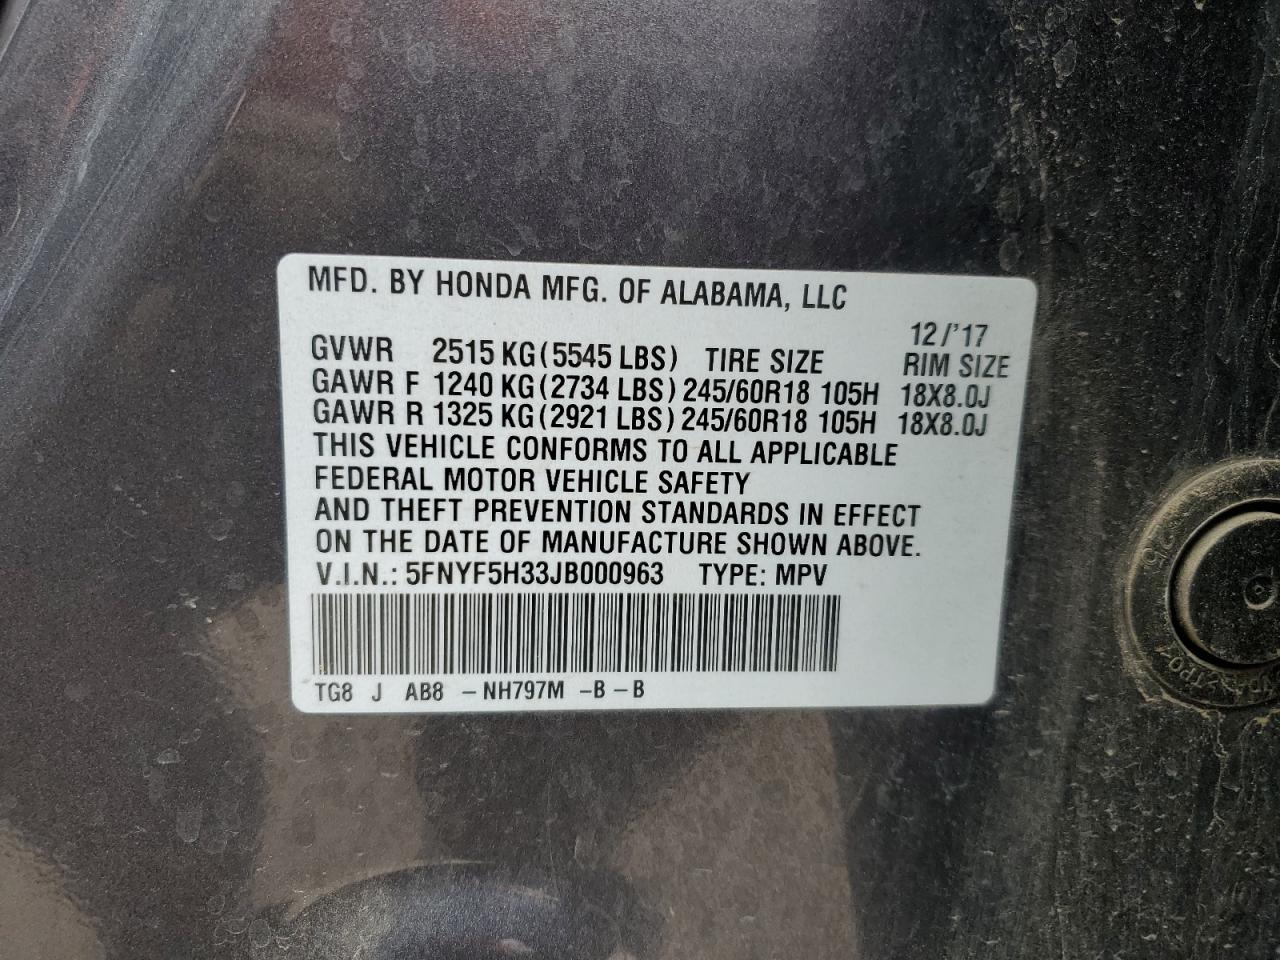 MFD. BY HONDA MFG. OF ALABAMA, LLC
12/'17
GVWR 2515 KG (5545 LBS) TIRE SIZE RIM SIZE
GAWR F 1240 KG (2734 LBS) 245/60R18 105H 18X8.0J
GAWR R 1325 KG (2921 LBS) 245/60R18 105H 18X8.0J
THIS VEHICLE CONFORMS TO ALL APPLICABLE
FEDERAL MOTOR VEHICLE SAFETY
AND THEFT PREVENTION STANDARDS IN EFFECT
ON THE DATE OF MANUFACTURE SHOWN ABOVE.
V.I.N.: 5FNYF5H33JB000963 TYPE: MPV
TG8 J AB8 - NH797M - B - B